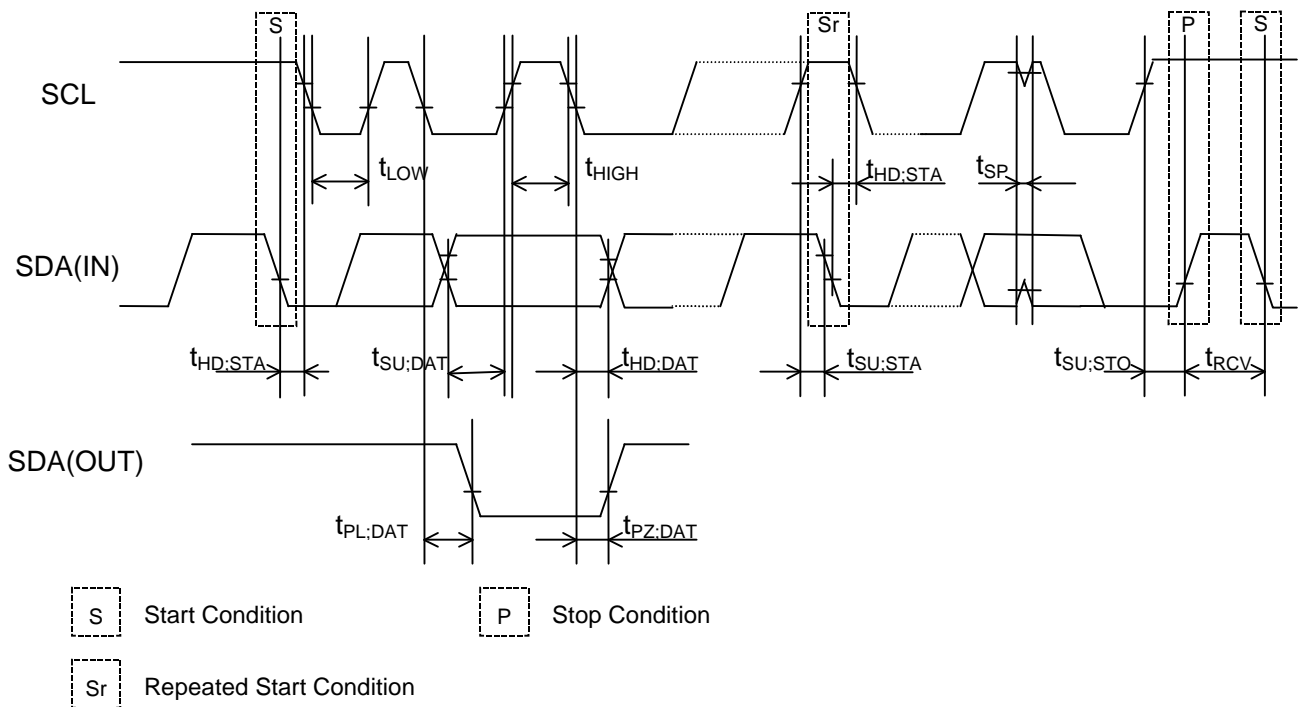 S Sr P S
SCL
tLOW tHIGH tHD;STA tSP
SDA(IN)
tHD;STA tSU;DAT tHD;DAT tSU;STA tSU;STO tRCV
SDA(OUT)
tPL;DAT tPZ;DAT
S Start Condition P Stop Condition
Sr Repeated Start Condition